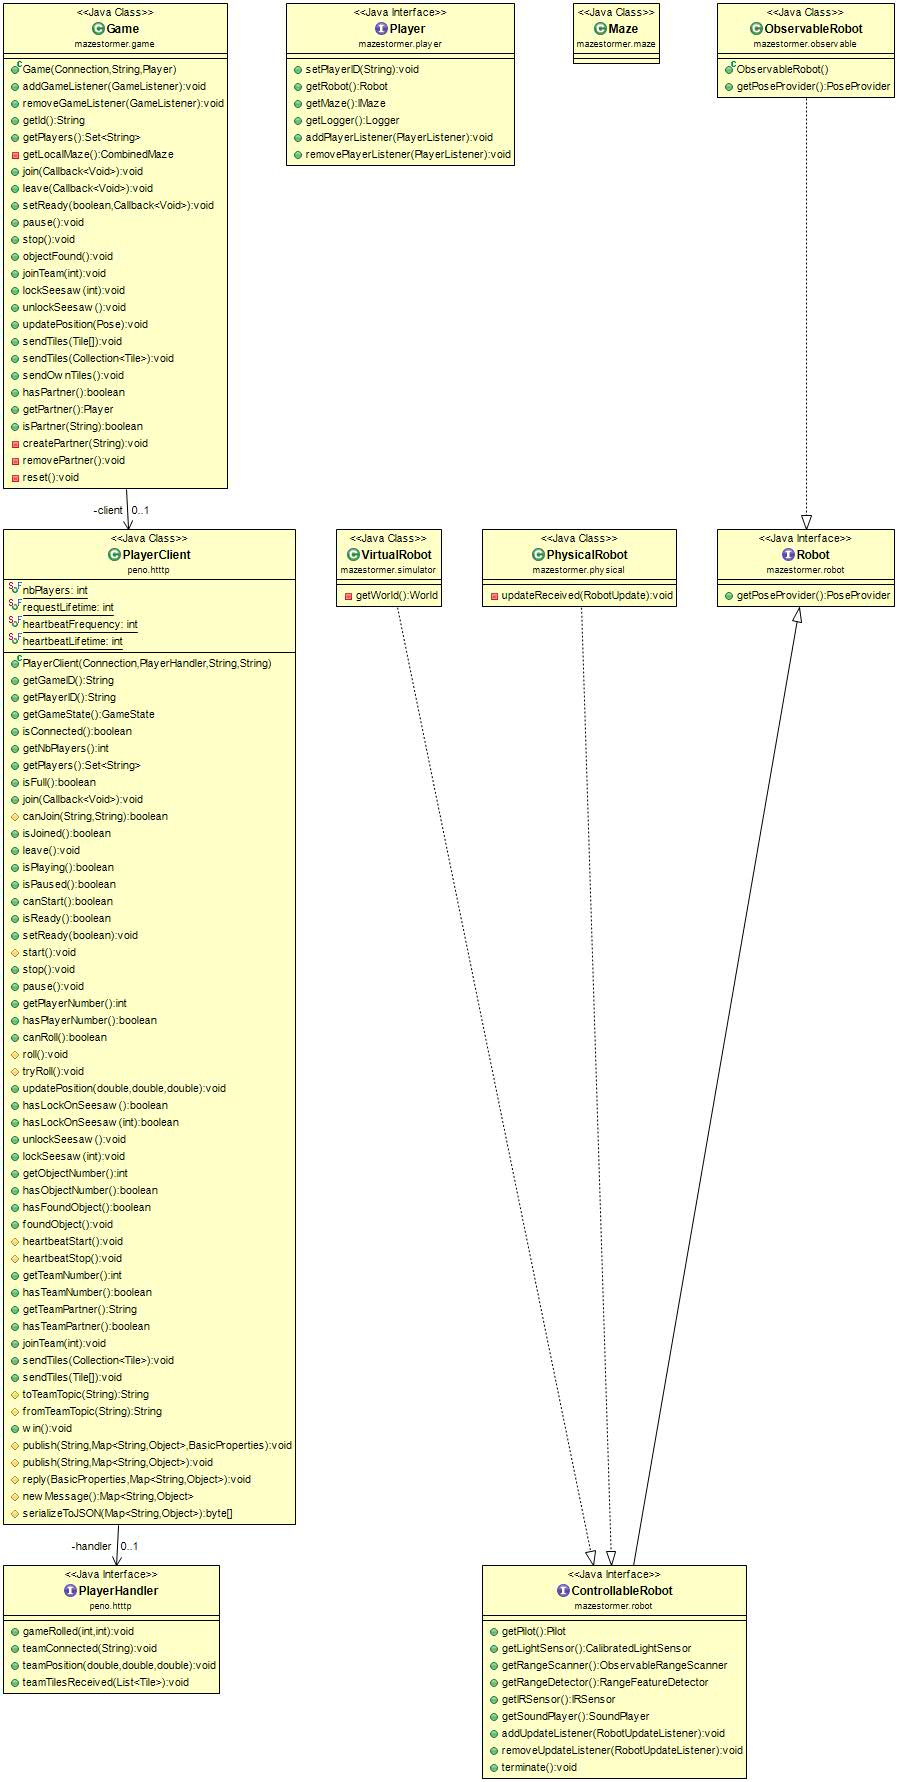 <<Java Class>>
Game
mazestormer.game
Game(Connection,String,Player)
addGameListener(GameListener):void
removeGameListener(GameListener):void
getId():String
getPlayers():Set<String>
getLocalMaze():CombinedMaze
join(Callback<Void>):void
leave(Callback<Void>):void
setReady(boolean,Callback<Void>):void
pause():void
stop():void
objectFound():void
joinTeam(int):void
lockSeesaw(int):void
unlockSeesaw():void
updatePosition(Pose):void
sendTiles(Tile[]):void
sendTiles(Collection<Tile>):void
sendOwnTiles():void
hasPartner():boolean
getPartner():Player
isPartner(String):boolean
createPartner(String):void
removePartner():void
reset():void
<<Java Interface>>
Player
mazestormer.player
setPlayerID(String):void
getRobot():Robot
getMaze():IMaze
getLogger():Logger
addPlayerListener(PlayerListener):void
removePlayerListener(PlayerListener):void
<<Java Class>>
Maze
mazestormer.maze
<<Java Class>>
ObservableRobot
mazestormer.observable
ObservableRobot()
getPoseProvider():PoseProvider
-client 0..1
<<Java Class>>
PlayerClient
peno.htttp
nbPlayers: int
requestLifetime: int
heartbeatFrequency: int
heartbeatLifetime: int
PlayerClient(Connection,PlayerHandler,String,String)
getGameID():String
getPlayerID():String
getGameState():GameState
isConnected():boolean
getNbPlayers():int
getPlayers():Set<String>
isFull():boolean
join(Callback<Void>):void
canJoin(String,String):boolean
isJoined():boolean
leave():void
isPlaying():boolean
isPaused():boolean
canStart():boolean
isReady():boolean
setReady(boolean):void
start():void
stop():void
pause():void
getPlayerNumber():int
hasPlayerNumber():boolean
canRoll():boolean
roll():void
tryRoll():void
updatePosition(double,double,double):void
hasLockOnSeesaw():boolean
hasLockOnSeesaw(int):boolean
unlockSeesaw():void
lockSeesaw(int):void
getObjectNumber():int
hasObjectNumber():boolean
hasFoundObject():boolean
foundObject():void
heartbeatStart():void
heartbeatStop():void
getTeamNumber():int
hasTeamNumber():boolean
getTeamPartner():String
hasTeamPartner():boolean
joinTeam(int):void
sendTiles(Collection<Tile>):void
sendTiles(Tile[]):void
toTeamTopic(String):String
fromTeamTopic(String):String
win():void
publish(String,Map<String,Object>,BasicProperties):void
publish(String,Map<String,Object>):void
reply(BasicProperties,Map<String,Object>):void
newMessage():Map<String,Object>
serializeToJSON(Map<String,Object>):byte[]
<<Java Class>>
VirtualRobot
mazestormer.simulator
getWorld():World
<<Java Class>>
PhysicalRobot
mazestormer.physical
updateReceived(RobotUpdate):void
<<Java Interface>>
Robot
mazestormer.robot
getPoseProvider():PoseProvider
-handler 0..1
<<Java Interface>>
PlayerHandler
peno.htttp
gameRolled(int,int):void
teamConnected(String):void
teamPosition(double,double,double):void
teamTilesReceived(List<Tile>):void
<<Java Interface>>
ControllableRobot
mazestormer.robot
getPilot():Pilot
getLightSensor():CalibratedLightSensor
getRangeScanner():ObservableRangeScanner
getRangeDetector():RangeFeatureDetector
getIRSensor():IRSensor
getSoundPlayer():SoundPlayer
addUpdateListener(RobotUpdateListener):void
removeUpdateListener(RobotUpdateListener):void
terminate():void